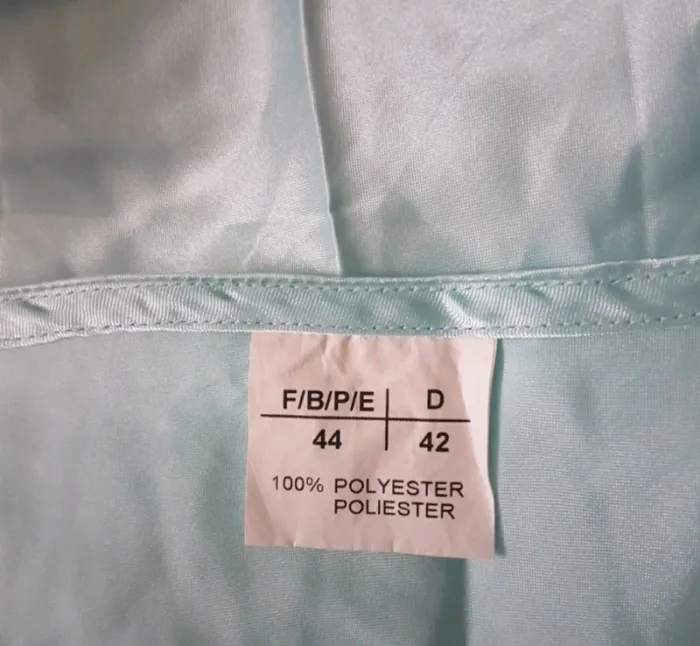 F/B/P/E D
44 42
100% POLYESTER
POLIESTER